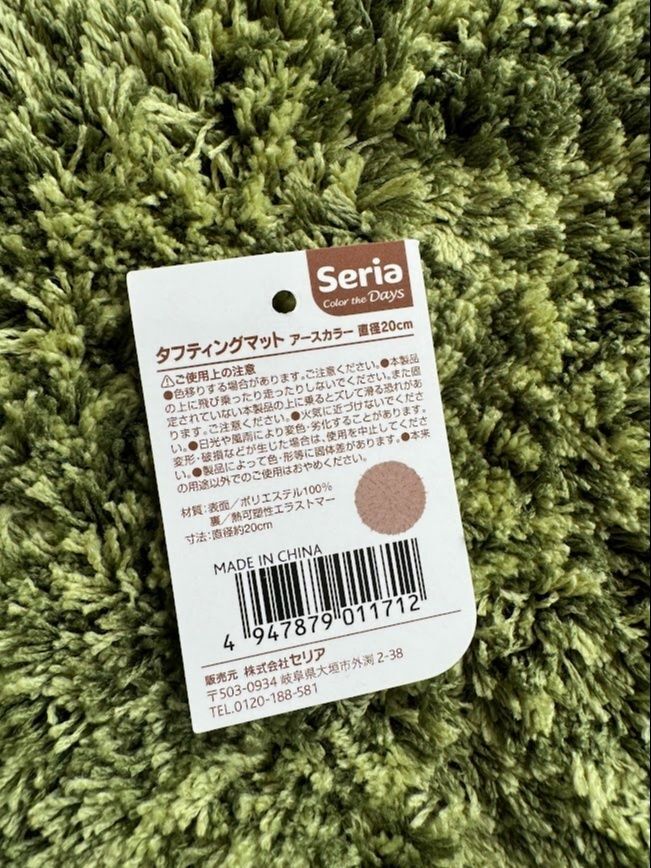 Seria
Color the Days
タフティングマット アースカラー 直径20cm
⚠ご使用上の注意
●色移りする場合があります。ご注意ください。●本製品
の上に飛び乗ったり走ったりしないでください。また固
定されていない本製品の上に乗るとズレて滑る恐れがあ
ります。ご注意ください。●火気に近づけないでくださ
い。●日光や風雨により変色・劣化することがあります。
変形・破損などが生じた場合は、使用を中止してくださ
い。●製品によって色・形等に固体差があります。●本来
の用途以外でのご使用はおやめください。
材質：表面／ポリエステル100%
裏／熱可塑性エラストマー
寸法：直径約20cm
MADE IN CHINA
4 947879 011712
販売元 株式会社セリア
〒503-0934 岐阜県大垣市外渕 2-38
TEL.0120-188-581